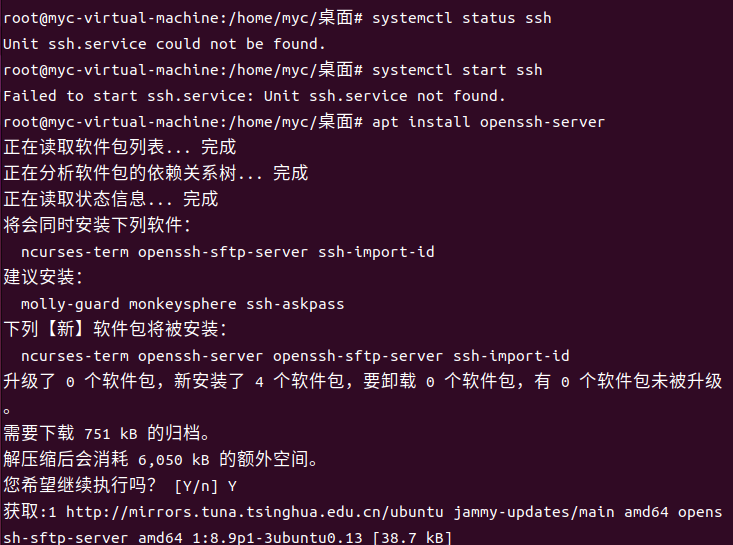 root@myc-virtual-machine:/home/myc/桌面# systemctl status ssh
Unit ssh.service could not be found.
root@myc-virtual-machine:/home/myc/桌面# systemctl start ssh
Failed to start ssh.service: Unit ssh.service not found.
root@myc-virtual-machine:/home/myc/桌面# apt install openssh-server
正在读取软件包列表... 完成
正在分析软件包的依赖关系树... 完成
正在读取状态信息... 完成
将会同时安装下列软件：
  ncurses-term openssh-sftp-server ssh-import-id
建议安装：
  molly-guard monkeysphere ssh-askpass
下列【新】软件包将被安装：
  ncurses-term openssh-server openssh-sftp-server ssh-import-id
升级了 0 个软件包，新安装了 4 个软件包，要卸载 0 个软件包，有 0 个软件包未被升级
。
需要下载 751 kB 的归档。
解压缩后会消耗 6,050 kB 的额外空间。
您希望继续执行吗？ [Y/n] Y
获取:1 http://mirrors.tuna.tsinghua.edu.cn/ubuntu jammy-updates/main amd64 opens
sh-sftp-server amd64 1:8.9p1-3ubuntu0.13 [38.7 kB]